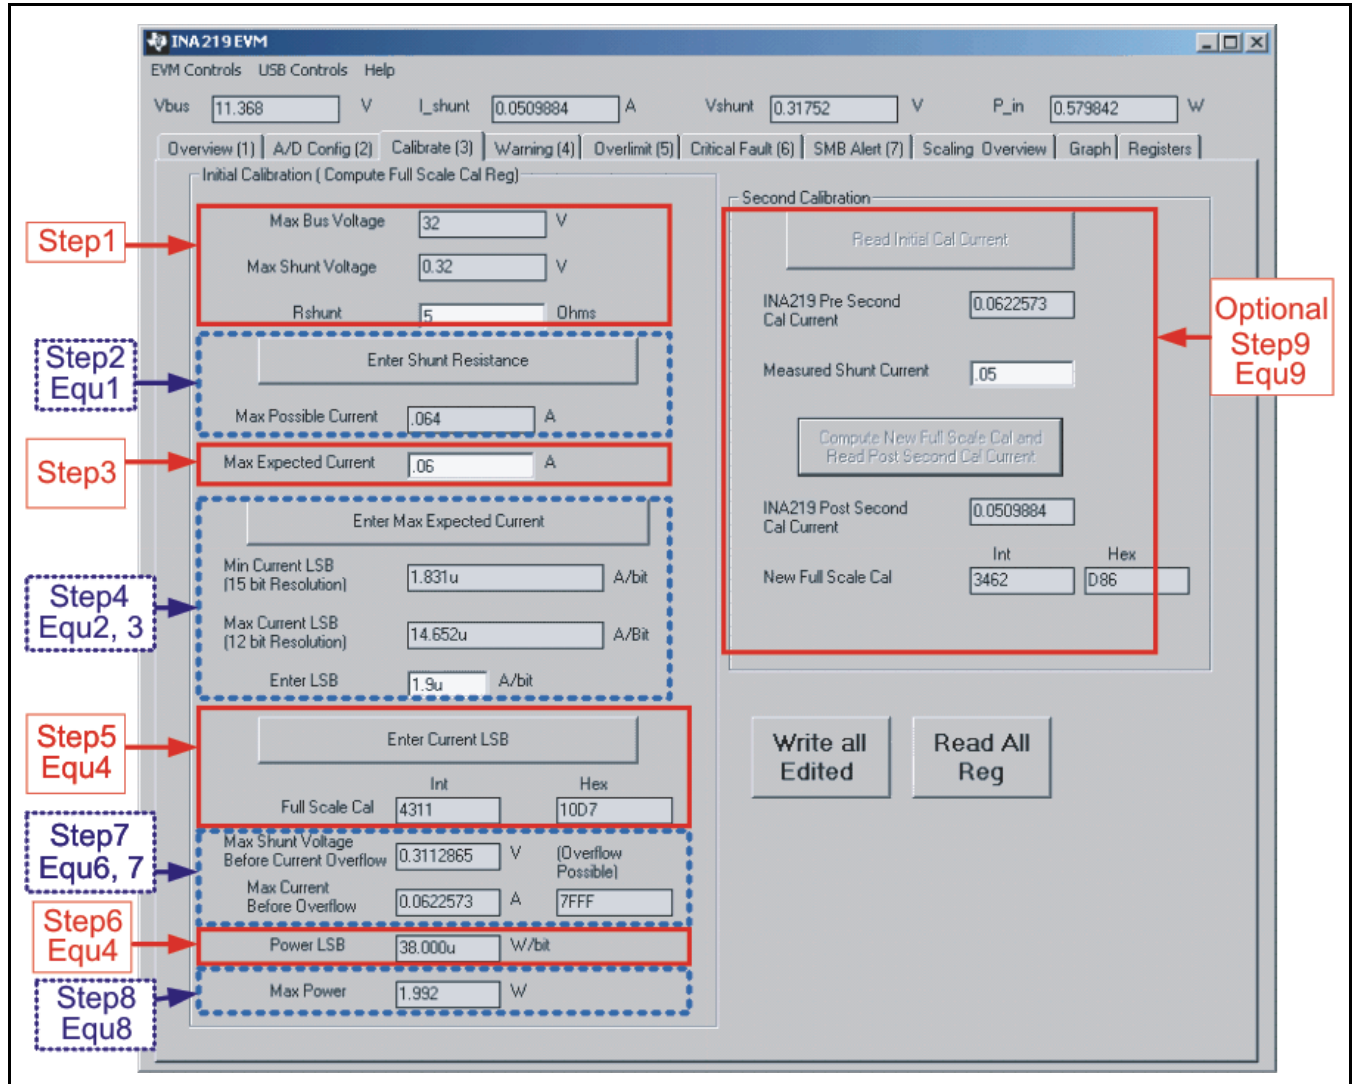 INA219EVM
EVM Controls USB Controls Help
Vbus 11.368 V I_shunt 0.0509884 A Vshunt 0.31752 V P_in 0.579842 W
Overview (1) A/D Config (2) Calibrate (3) Warning (4) Overlimit (5) Critical Fault (6) SMB Alert (7) Scaling Overview Graph Registers
Initial Calibration ( Compute Full Scale Cal Reg)
Step1
Max Bus Voltage 32 V
Max Shunt Voltage 0.32 V
Rshunt 5 Ohms
Step2
Equ1
Enter Shunt Resistance
Max Possible Current .064 A
Step3
Max Expected Current .06 A
Enter Max Expected Current
Step4
Equ2, 3
Min Current LSB
(15 bit Resolution) 1.831u A/bit
Max Current LSB
(12 bit Resolution) 14.652u A/Bit
Enter LSB 1.9u A/bit
Step5
Equ4
Enter Current LSB
Int Hex
Full Scale Cal 4311 10D7
Step7
Equ6, 7
Max Shunt Voltage
Before Current Overflow 0.3112865 V (Overflow
Possible)
Max Current
Before Overflow 0.0622573 A 7FFF
Step6
Equ4
Power LSB 38.000u W/bit
Step8
Equ8
Max Power 1.992 W
Second Calibration
Read Initial Cal Current
INA219 Pre Second
Cal Current 0.0622573
Measured Shunt Current .05
Compute New Full Scale Cal and
Read Post Second Cal Current
INA219 Post Second
Cal Current 0.0509884
Int Hex
New Full Scale Cal 3462 D86
Optional
Step9
Equ9
Write all
Edited
Read All
Reg